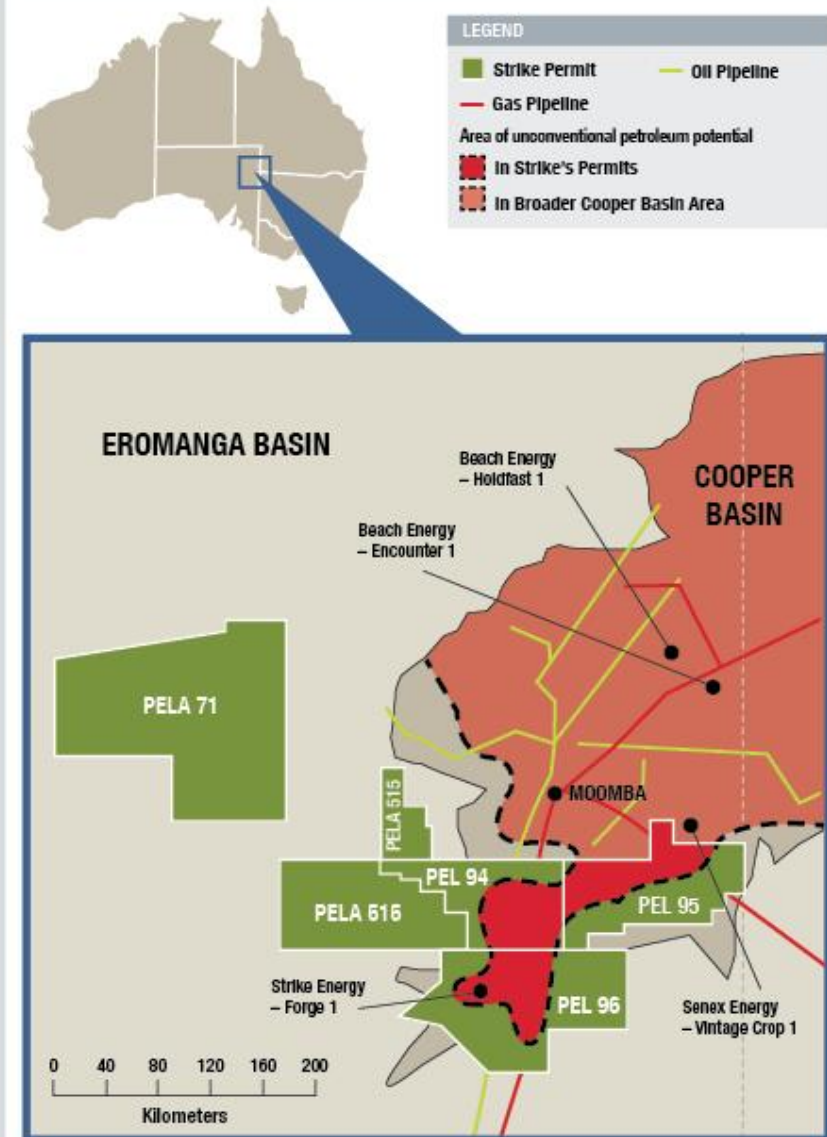 LEGEND
Strike Permit
Oil Pipeline
Gas Pipeline
Area of unconventional petroleum potential
In Strike's Permits
In Broader Cooper Basin Area
EROMANGA BASIN
Beach Energy
– Holdfast 1
COOPER
BASIN
Beach Energy
– Encounter 1
PELA 71
MOOMBA
PELA 515
PEL 94
PELA 516
PEL 95
Strike Energy
– Forge 1
PEL 96
Senex Energy
– Vintage Crop 1
0 40 80 120 160 200
Kilometers